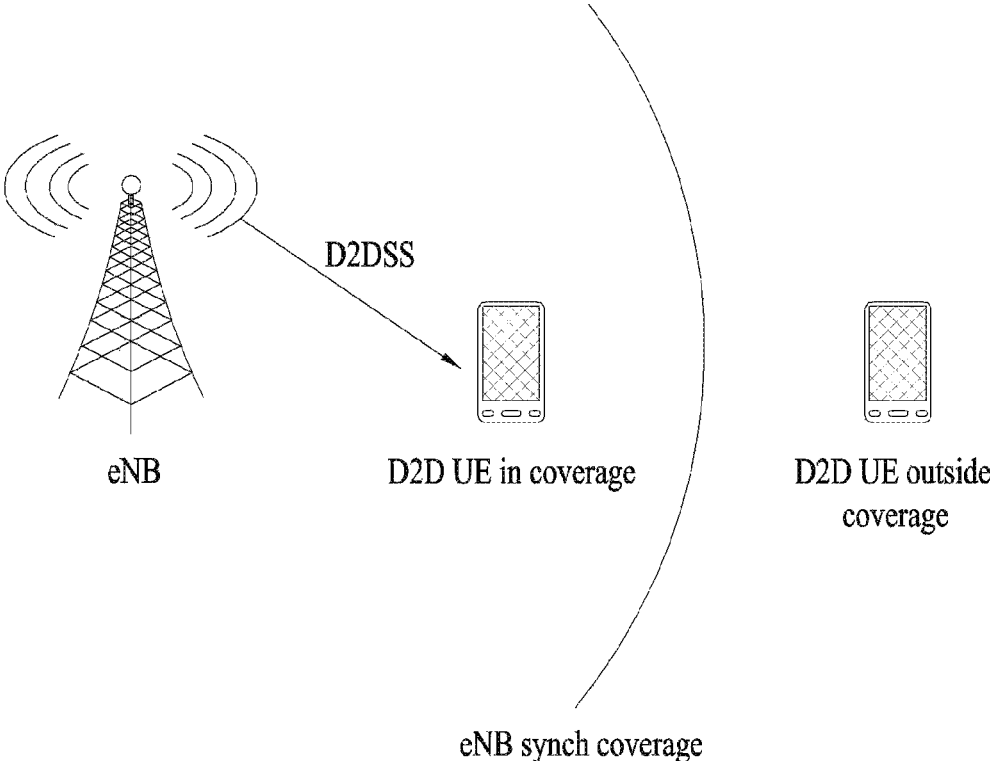 D2DSS
eNB
D2D UE in coverage
D2D UE outside
coverage
eNB synch coverage